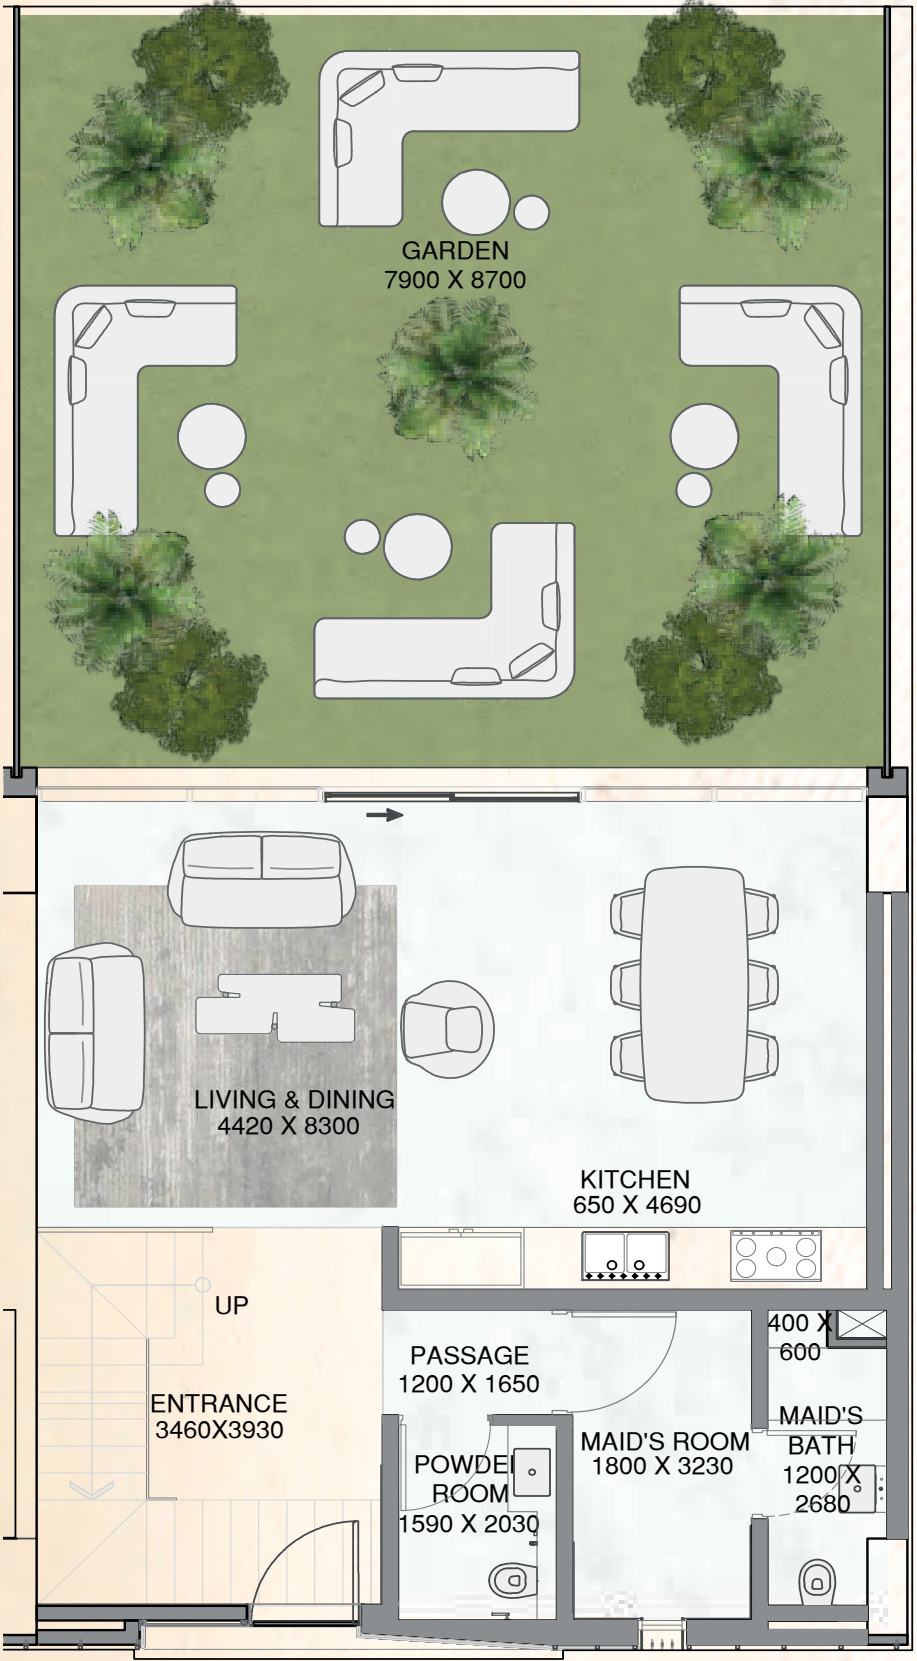 GARDEN
7900 X 8700
LIVING & DINING
4420 X 8300
KITCHEN
650 X 4690
UP
400 X
600
PASSAGE
1200 X 1650
ENTRANCE
3460X3930
MAID'S ROOM
1800 X 3230
MAID'S
BATH
1200 X
2680
POWDER
ROOM
1590 X 2030